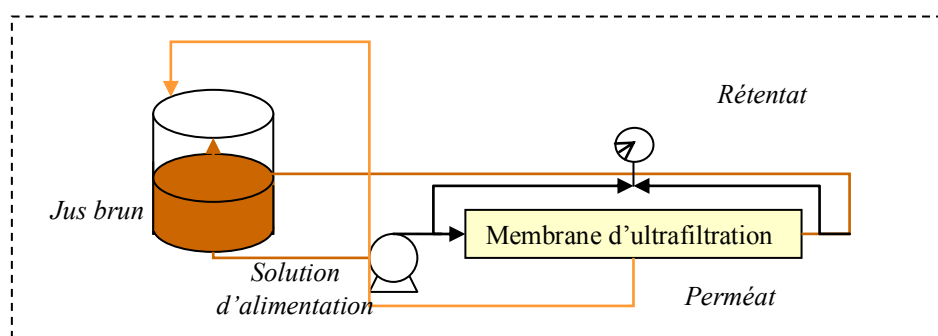 Rétentat
Jus brun
Membrane d'ultrafiltration
Solution
d'alimentation
Perméat